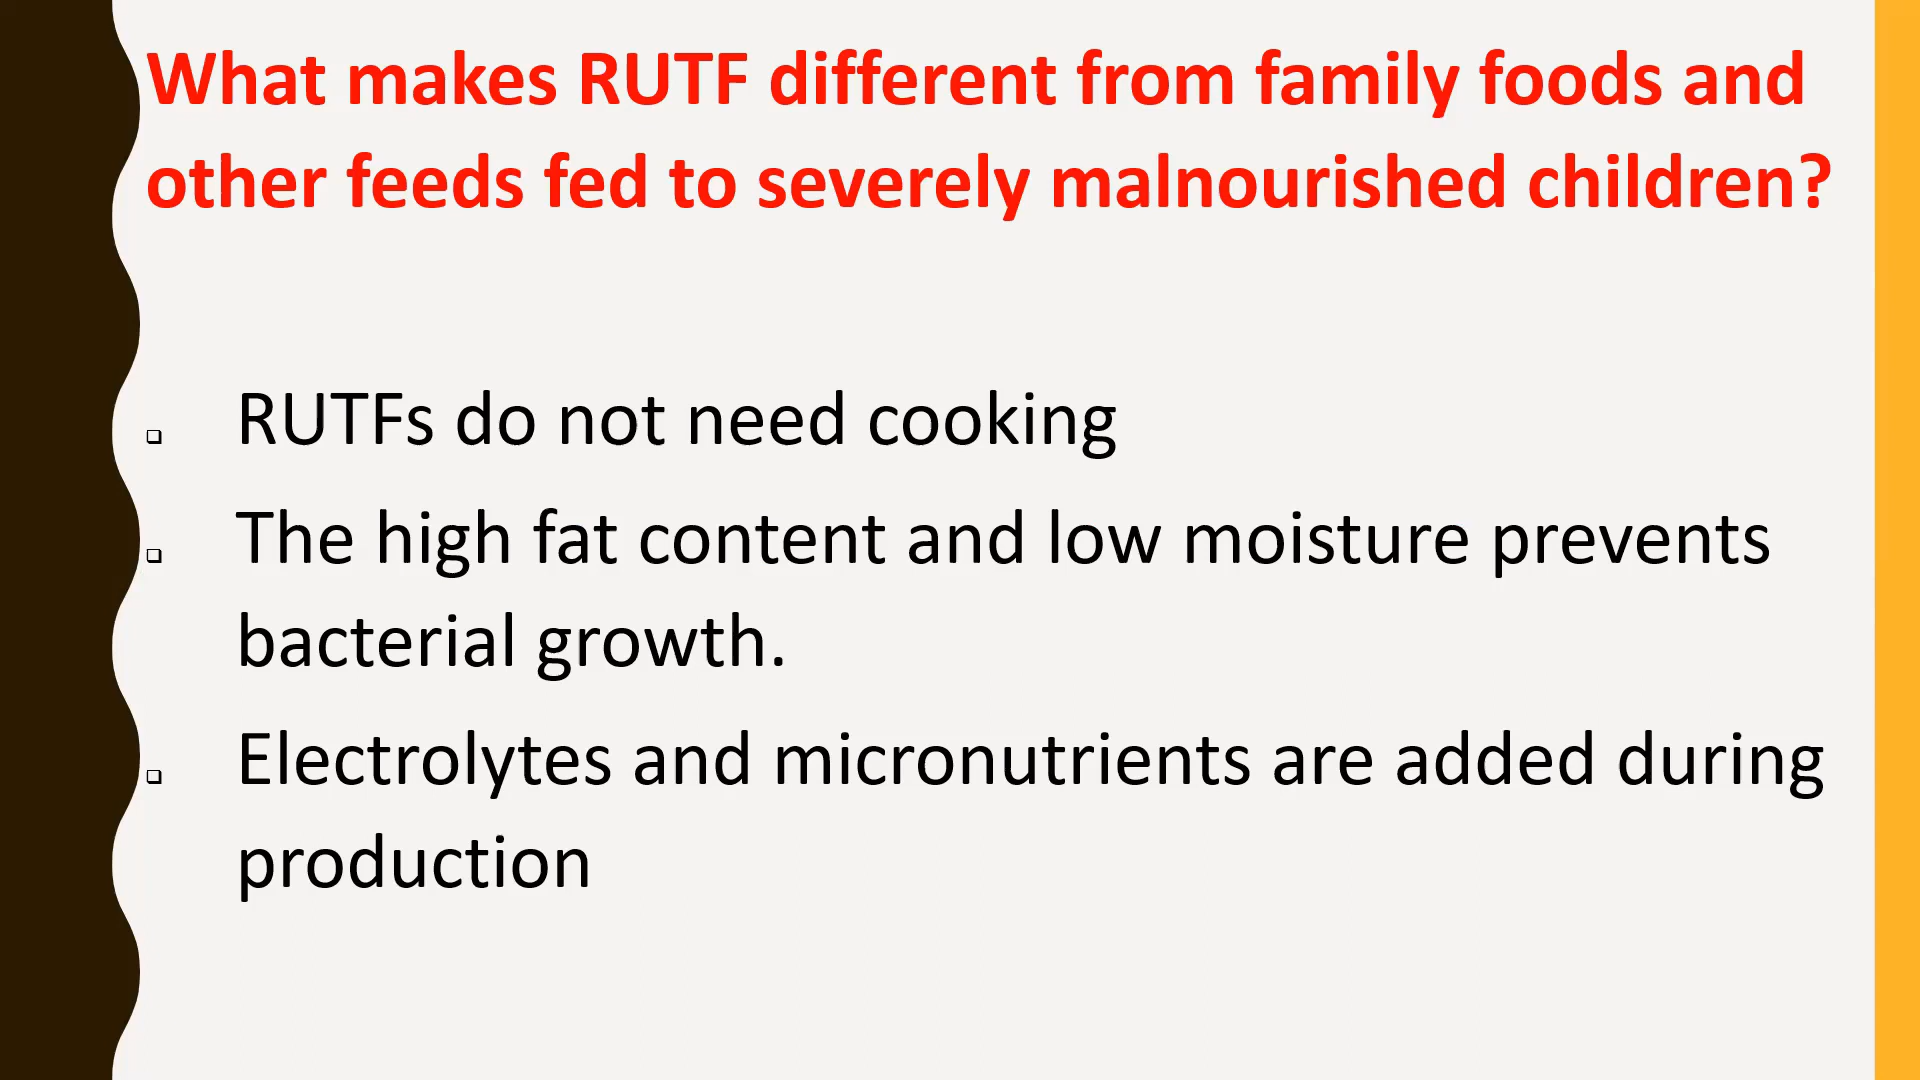 What makes RUTF different from family foods and
other feeds fed to severely malnourished children?
❑ RUTFs do not need cooking
❑ The high fat content and low moisture prevents
bacterial growth.
❑ Electrolytes and micronutrients are added during
production